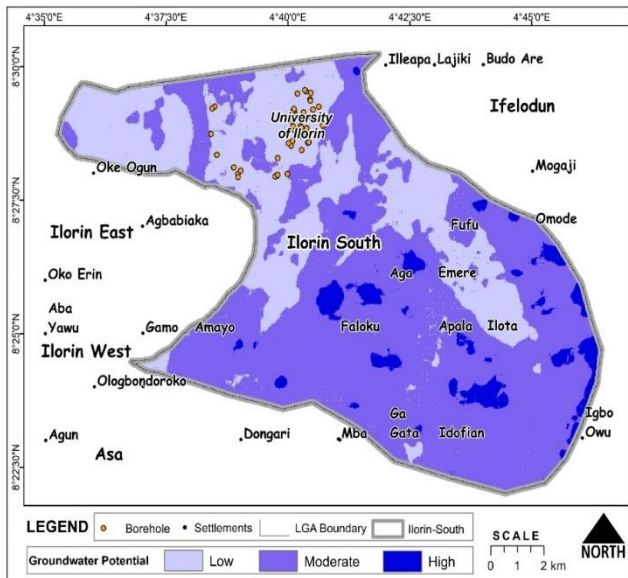 4°35'0"E 4°37'30"E 4°40'0"E 4°42'30"E 4°45'0"E
8°30'0"N
Illeapa Lajiki Budo Are
Ifelodun
University
of Ilorin
Oke Ogun
Mogaji
8°27'30"N
Agbabiaka
Fufu
Omode
Ilorin East
Ilorin South
Oko Erin
Aga
Emere
Aba
Yawu
Gamo
Amayo
Faloku
Apala
Ilota
8°25'0"N
Ilorin West
Ologbondoroko
Ga
Gata
Idofian
Igbo
Owu
Agun
Dongari
Mba
Asa
8°22'30"N
LEGEND
Borehole
Settlements
LGA Boundary
Ilorin-South
Groundwater Potential
Low
Moderate
High
SCALE
0 1 2 km
NORTH